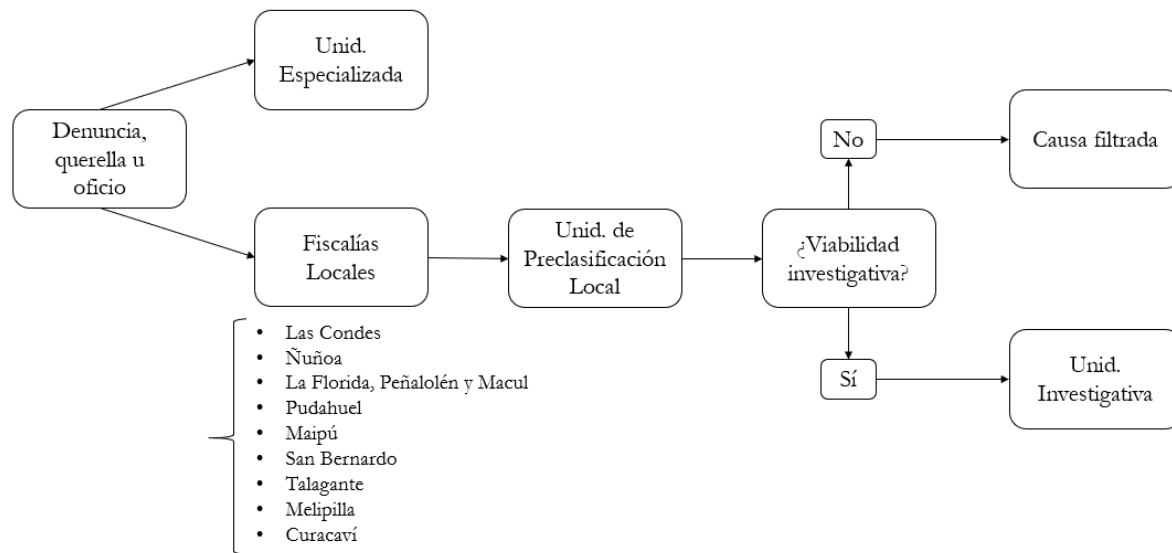 Denuncia,
querella u
oficio
Unid.
Especializada
Fiscalías
Locales
• Las Condes
• Ñuñoa
• La Florida, Peñalolén y Macul
• Pudahuel
• Maipú
• San Bernardo
• Talagante
• Melipilla
• Curacaví
Unid. de
Preclasificación
Local
¿Viabilidad
investigativa?
No
Causa filtrada
Sí
Unid.
Investigativa